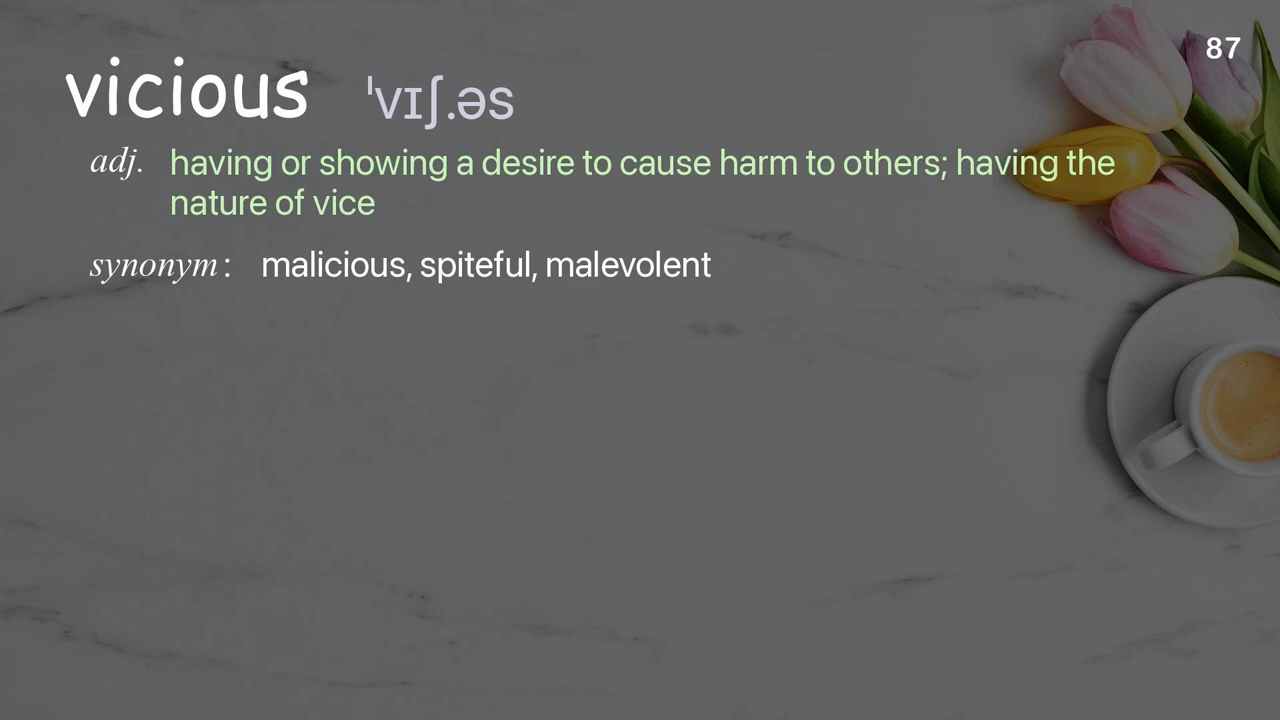 87
vicious ˈvɪʃ.əs
adj. having or showing a desire to cause harm to others; having the
nature of vice
synonym : malicious, spiteful, malevolent